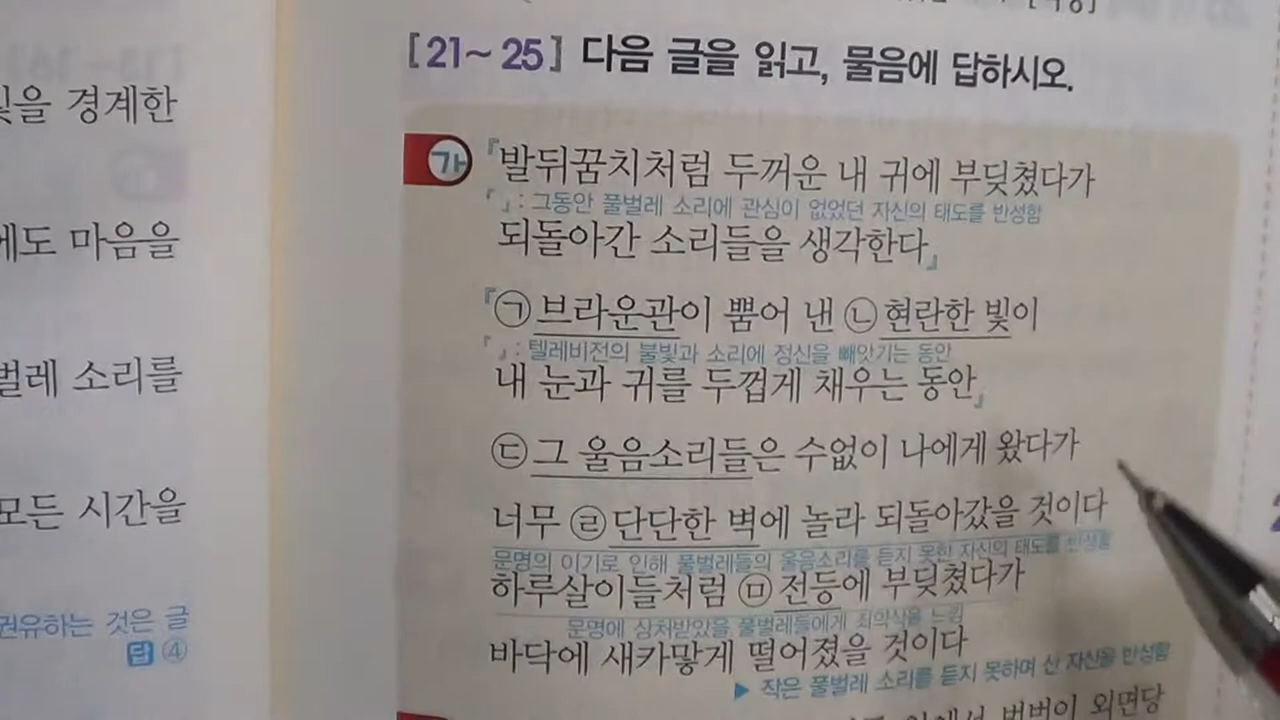 [21~25] 다음 글을 읽고, 물음에 답하시오.
가 『발뒤꿈치처럼 두꺼운 내 귀에 부딪쳤다가
『 』: 그동안 풀벌레 소리에 관심이 없었던 자신의 태도를 반성함
되돌아간 소리들을 생각한다』
『㉠브라운관이 뿜어 낸 ㉡현란한 빛이
『 』: 텔레비전의 불빛과 소리에 정신을 빼앗기는 동안
내 눈과 귀를 두껍게 채우는 동안』
㉢그 울음소리들은 수없이 나에게 왔다가
너무 ㉣단단한 벽에 놀라 되돌아갔을 것이다
문명의 이기로 인해 풀벌레들의 울음소리를 듣지 못한 자신의 태도를 반성함
하루살이들처럼 ㉤전등에 부딪쳤다가
문명에 상처받았을 풀벌레들에게 죄의식을 느낌
바닥에 새카맣게 떨어졌을 것이다
▶ 작은 풀벌레 소리를 듣지 못하며 산 자신을 반성함
번번이 외면당
을 경계한
에도 마음을
벌레 소리를
모든 시간을
권유하는 것은 글
답 ④